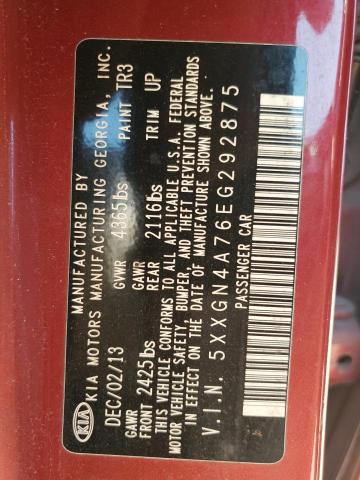 KIA
MANUFACTURED BY
KIA MOTORS MANUFACTURING GEORGIA, INC.
DEC/02/13 GVWR 4365lbs PAINT TR3
GAWR FRONT 2425lbs GAWR REAR 2116lbs TRIM UP
THIS VEHICLE CONFORMS TO ALL APPLICABLE U.S.A. FEDERAL
MOTOR VEHICLE SAFETY, BUMPER, AND THEFT PREVENTION STANDARDS
IN EFFECT ON THE DATE OF MANUFACTURE SHOWN ABOVE.
V.I.N. 5XXGN4A76EG292875
PASSENGER CAR